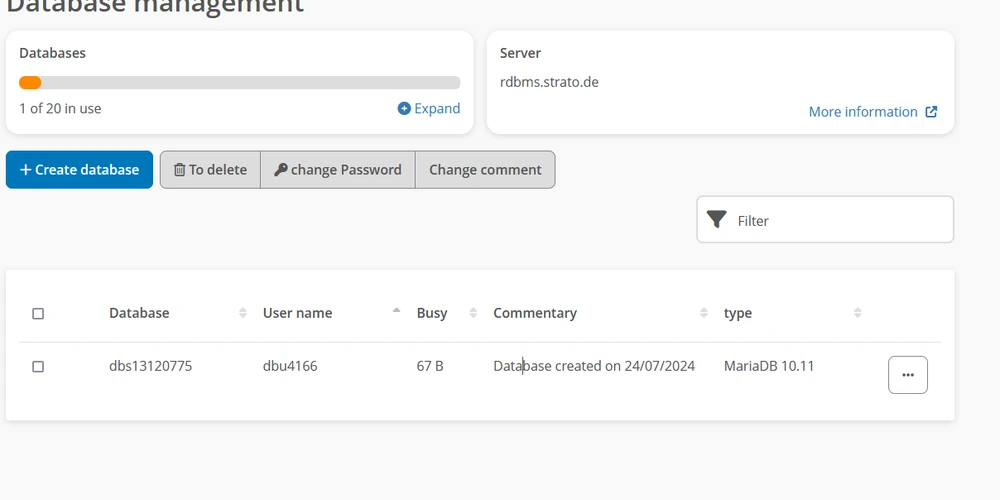 Database management
Databases
1 of 20 in use
Expand
Server
rdbms.strato.de
More information
Create database
To delete
change Password
Change comment
Filter
Database User name Busy Commentary type
dbs13120775 dbu4166 67 B Database created on 24/07/2024 MariaDB 10.11